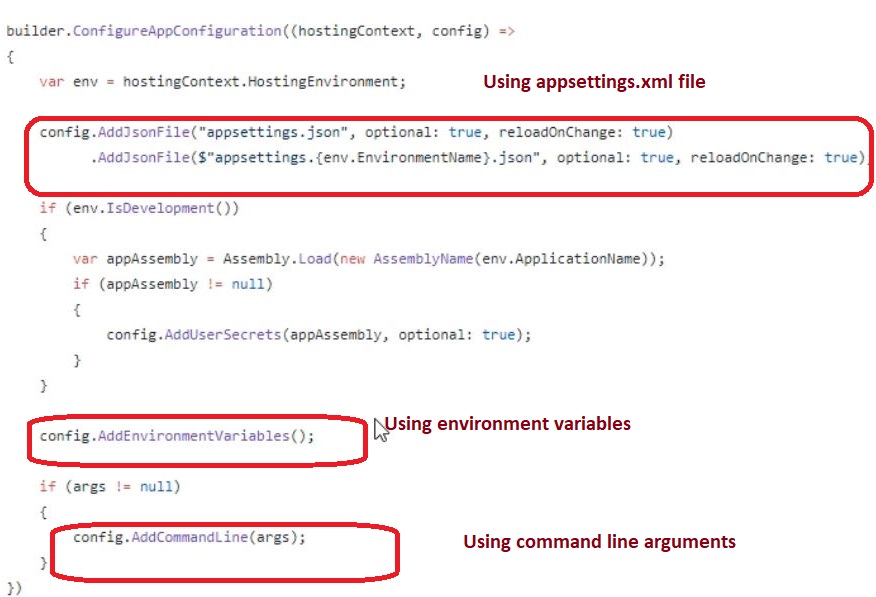 builder.ConfigureAppConfiguration((hostingContext, config) =>
{
var env = hostingContext.HostingEnvironment;
Using appsettings.xml file
config.AddJsonFile("appsettings.json", optional: true, reloadOnChange: true)
.AddJsonFile($"appsettings.{env.EnvironmentName}.json", optional: true, reloadOnChange: true);
if (env.IsDevelopment())
{
var appAssembly = Assembly.Load(new AssemblyName(env.ApplicationName));
if (appAssembly != null)
{
config.AddUserSecrets(appAssembly, optional: true);
}
}
Using environment variables
config.AddEnvironmentVariables();
if (args != null)
{
config.AddCommandLine(args);
Using command line arguments
}
})